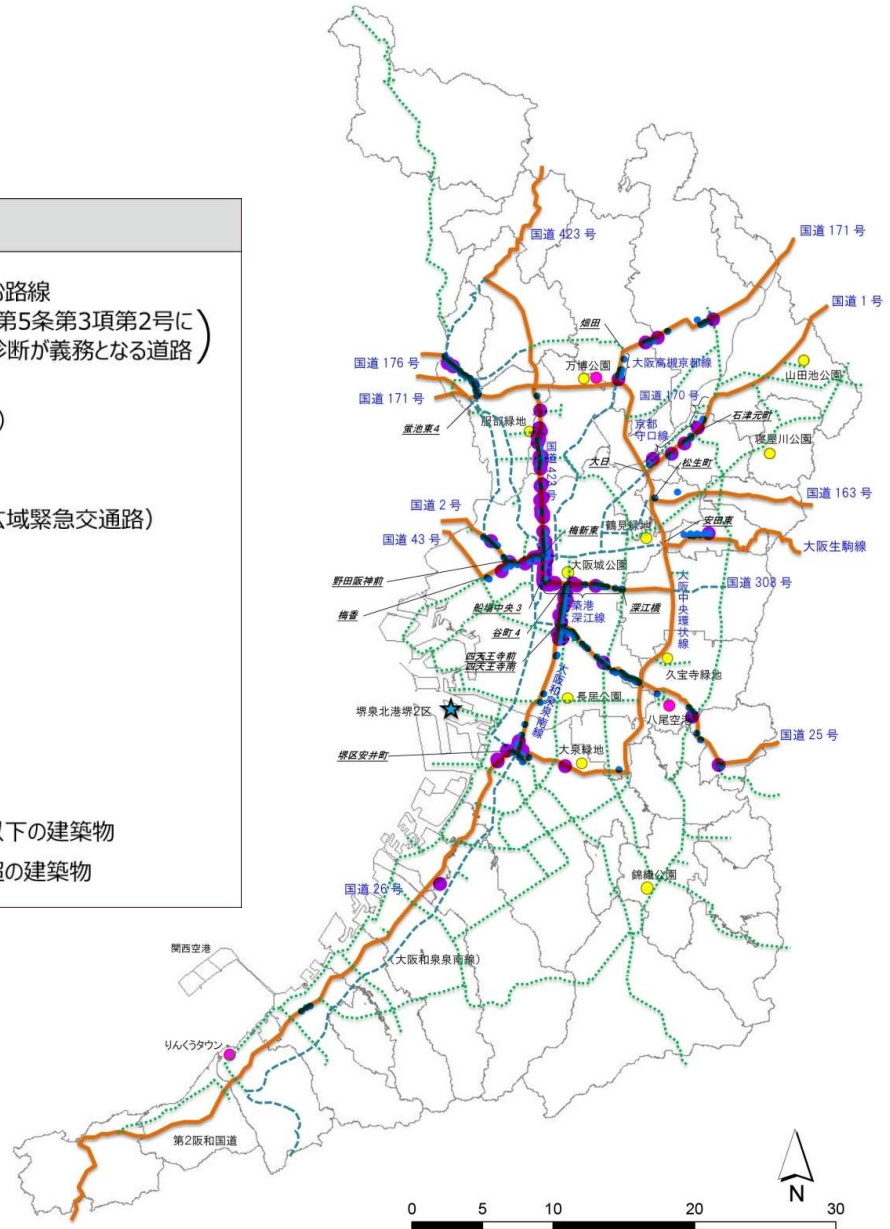 む路線
第5条第3項第2号に
診断が義務となる道路)
)
広域緊急交通路)
以下の建築物
超の建築物
国道 423 号
国道 171 号
国道 1 号
畑田
万博公園
大阪高槻京都線
山田池公園
国道 176 号
国道 171 号
国道 170 号
石津元町
蛍池東4
服部緑地
京都
守口線
寝屋川公園
国道 423 号
大日
松生町
国道 2 号
国道 163 号
鶴見緑地
安田東
国道 43 号
梅新東
大阪生駒線
大阪城公園
野田阪神前
国道 308 号
船場中央 3
築港
深江線
深江橋
梅香
谷町 4
大阪中央環状線
四天王寺前
四天王寺南
久宝寺緑地
大阪和泉泉南線
長居公園
堺泉北港堺2区
八尾空港
国道 25 号
大泉緑地
堺区安井町
錦織公園
国道 26 号
関西空港
(大阪和泉泉南線)
りんくうタウン
第2阪和国道
N
0 5 10 20 30